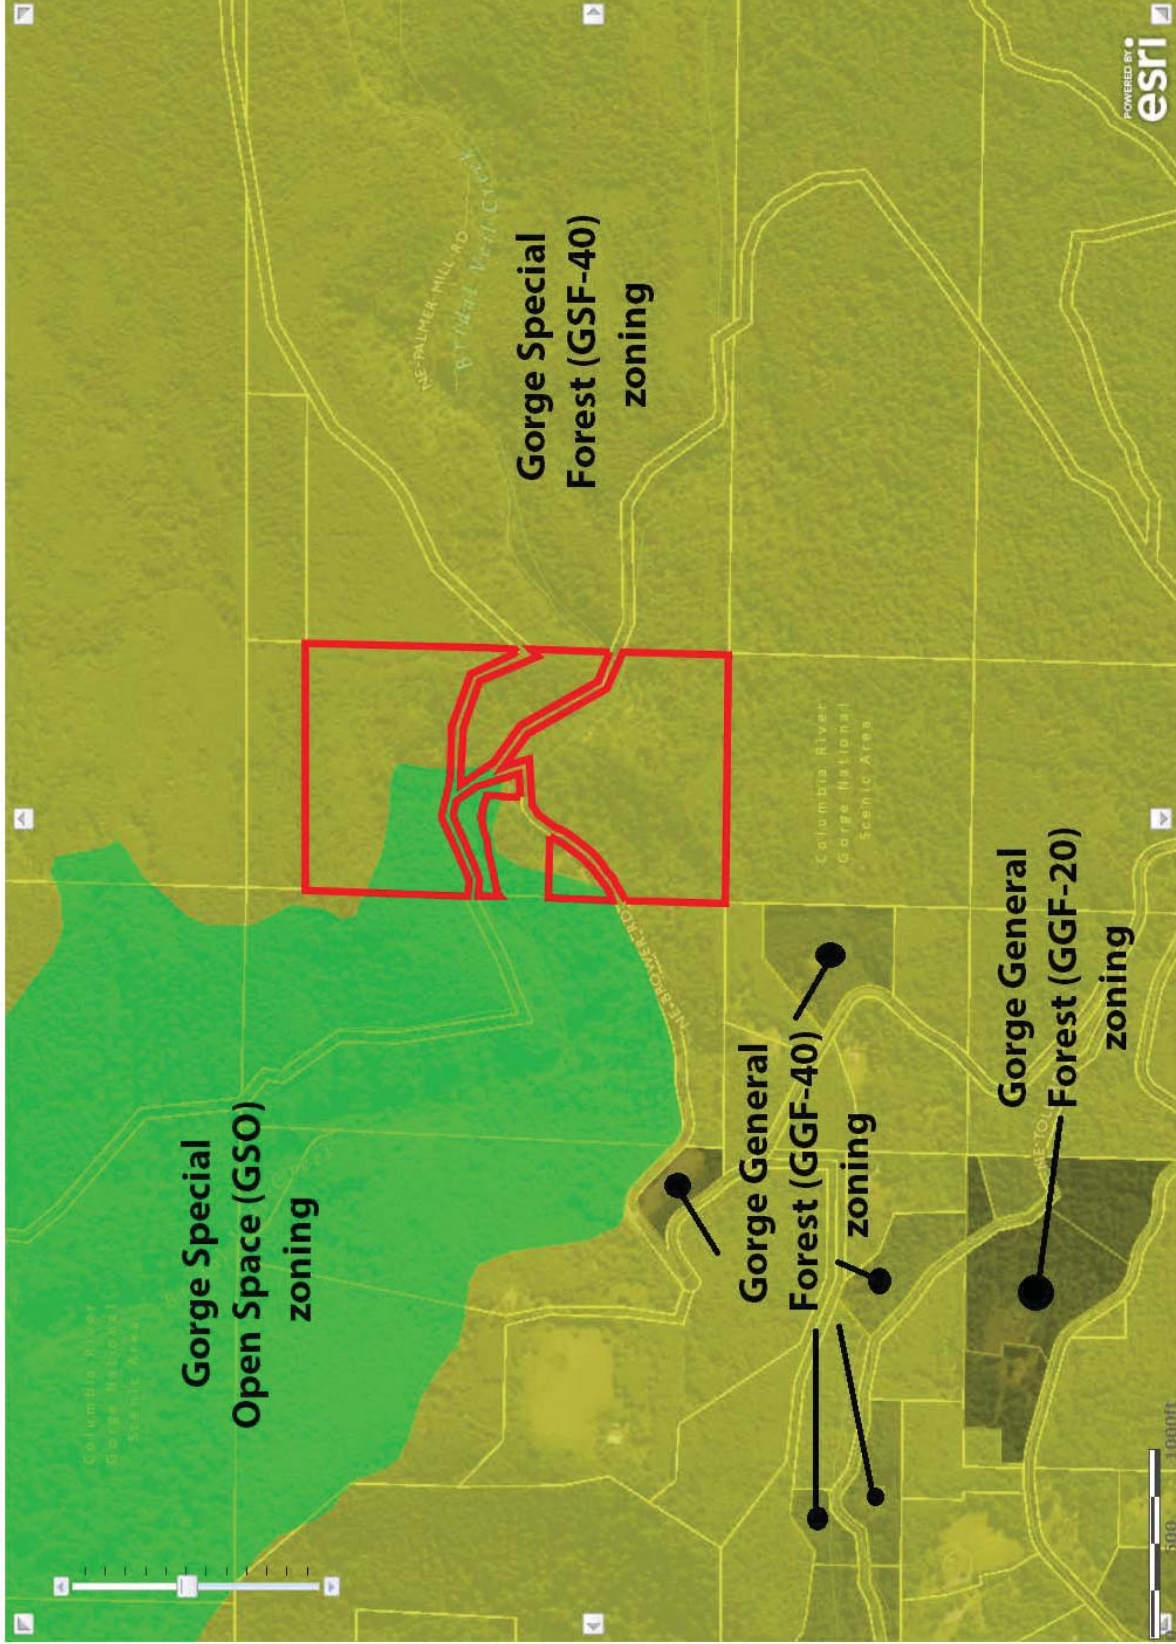 Columbia River
Gorge National
Scenic Area
Gorge Special
Open Space (GSO)
zoning
NE PALMER MILL RD
Bridal Veil Creek
Gorge Special
Forest (GSF-40)
zoning
NE BROWER RD
Columbia River
Gorge National
Scenic Area
Gorge General
Forest (GGF-40)
zoning
Gorge General
Forest (GGF-20)
zoning
500
1000ft
POWERED BY
esri